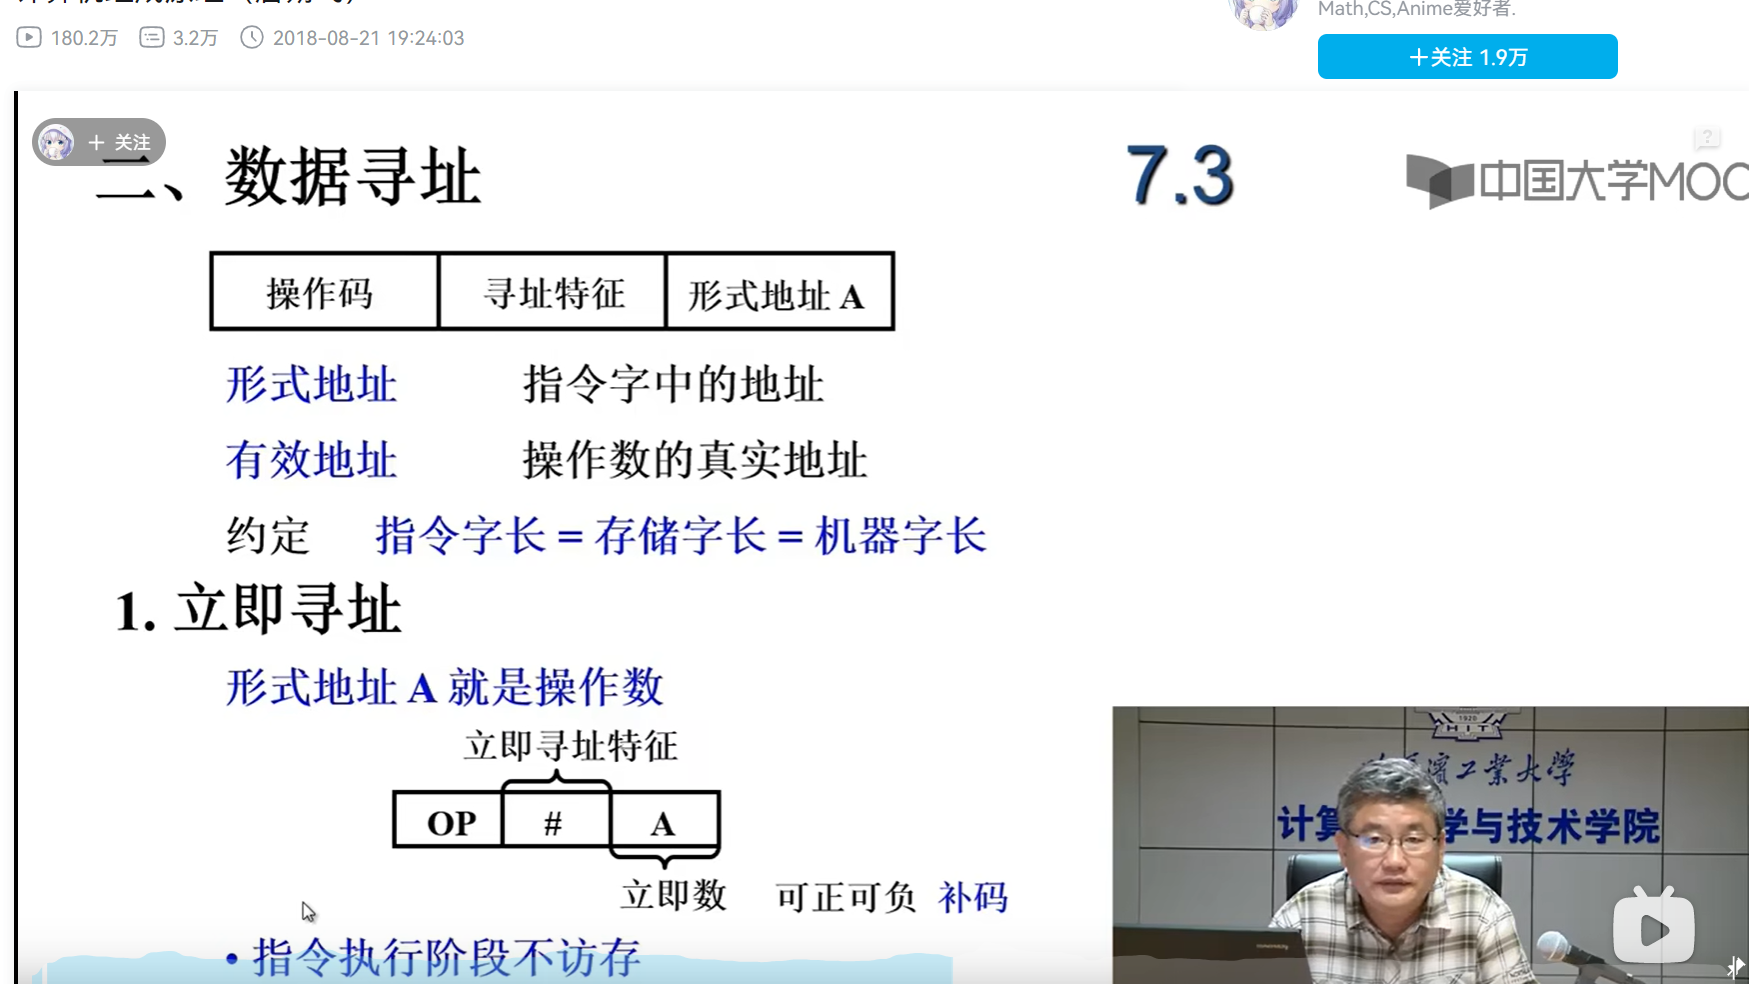 180.2万 3.2万 2018-08-21 19:24:03
Math,CS,Anime爱好者.
+关注 1.9万
+ 关注
二、数据寻址
7.3
中国大学MOO
操作码 寻址特征 形式地址 A
形式地址 指令字中的地址
有效地址 操作数的真实地址
约定 指令字长 = 存储字长 = 机器字长
1. 立即寻址
形式地址 A 就是操作数
立即寻址特征
OP # A
立即数 可正可负 补码
• 指令执行阶段不访存
1920
HIT
滨工业大学
计算 学与技术学院